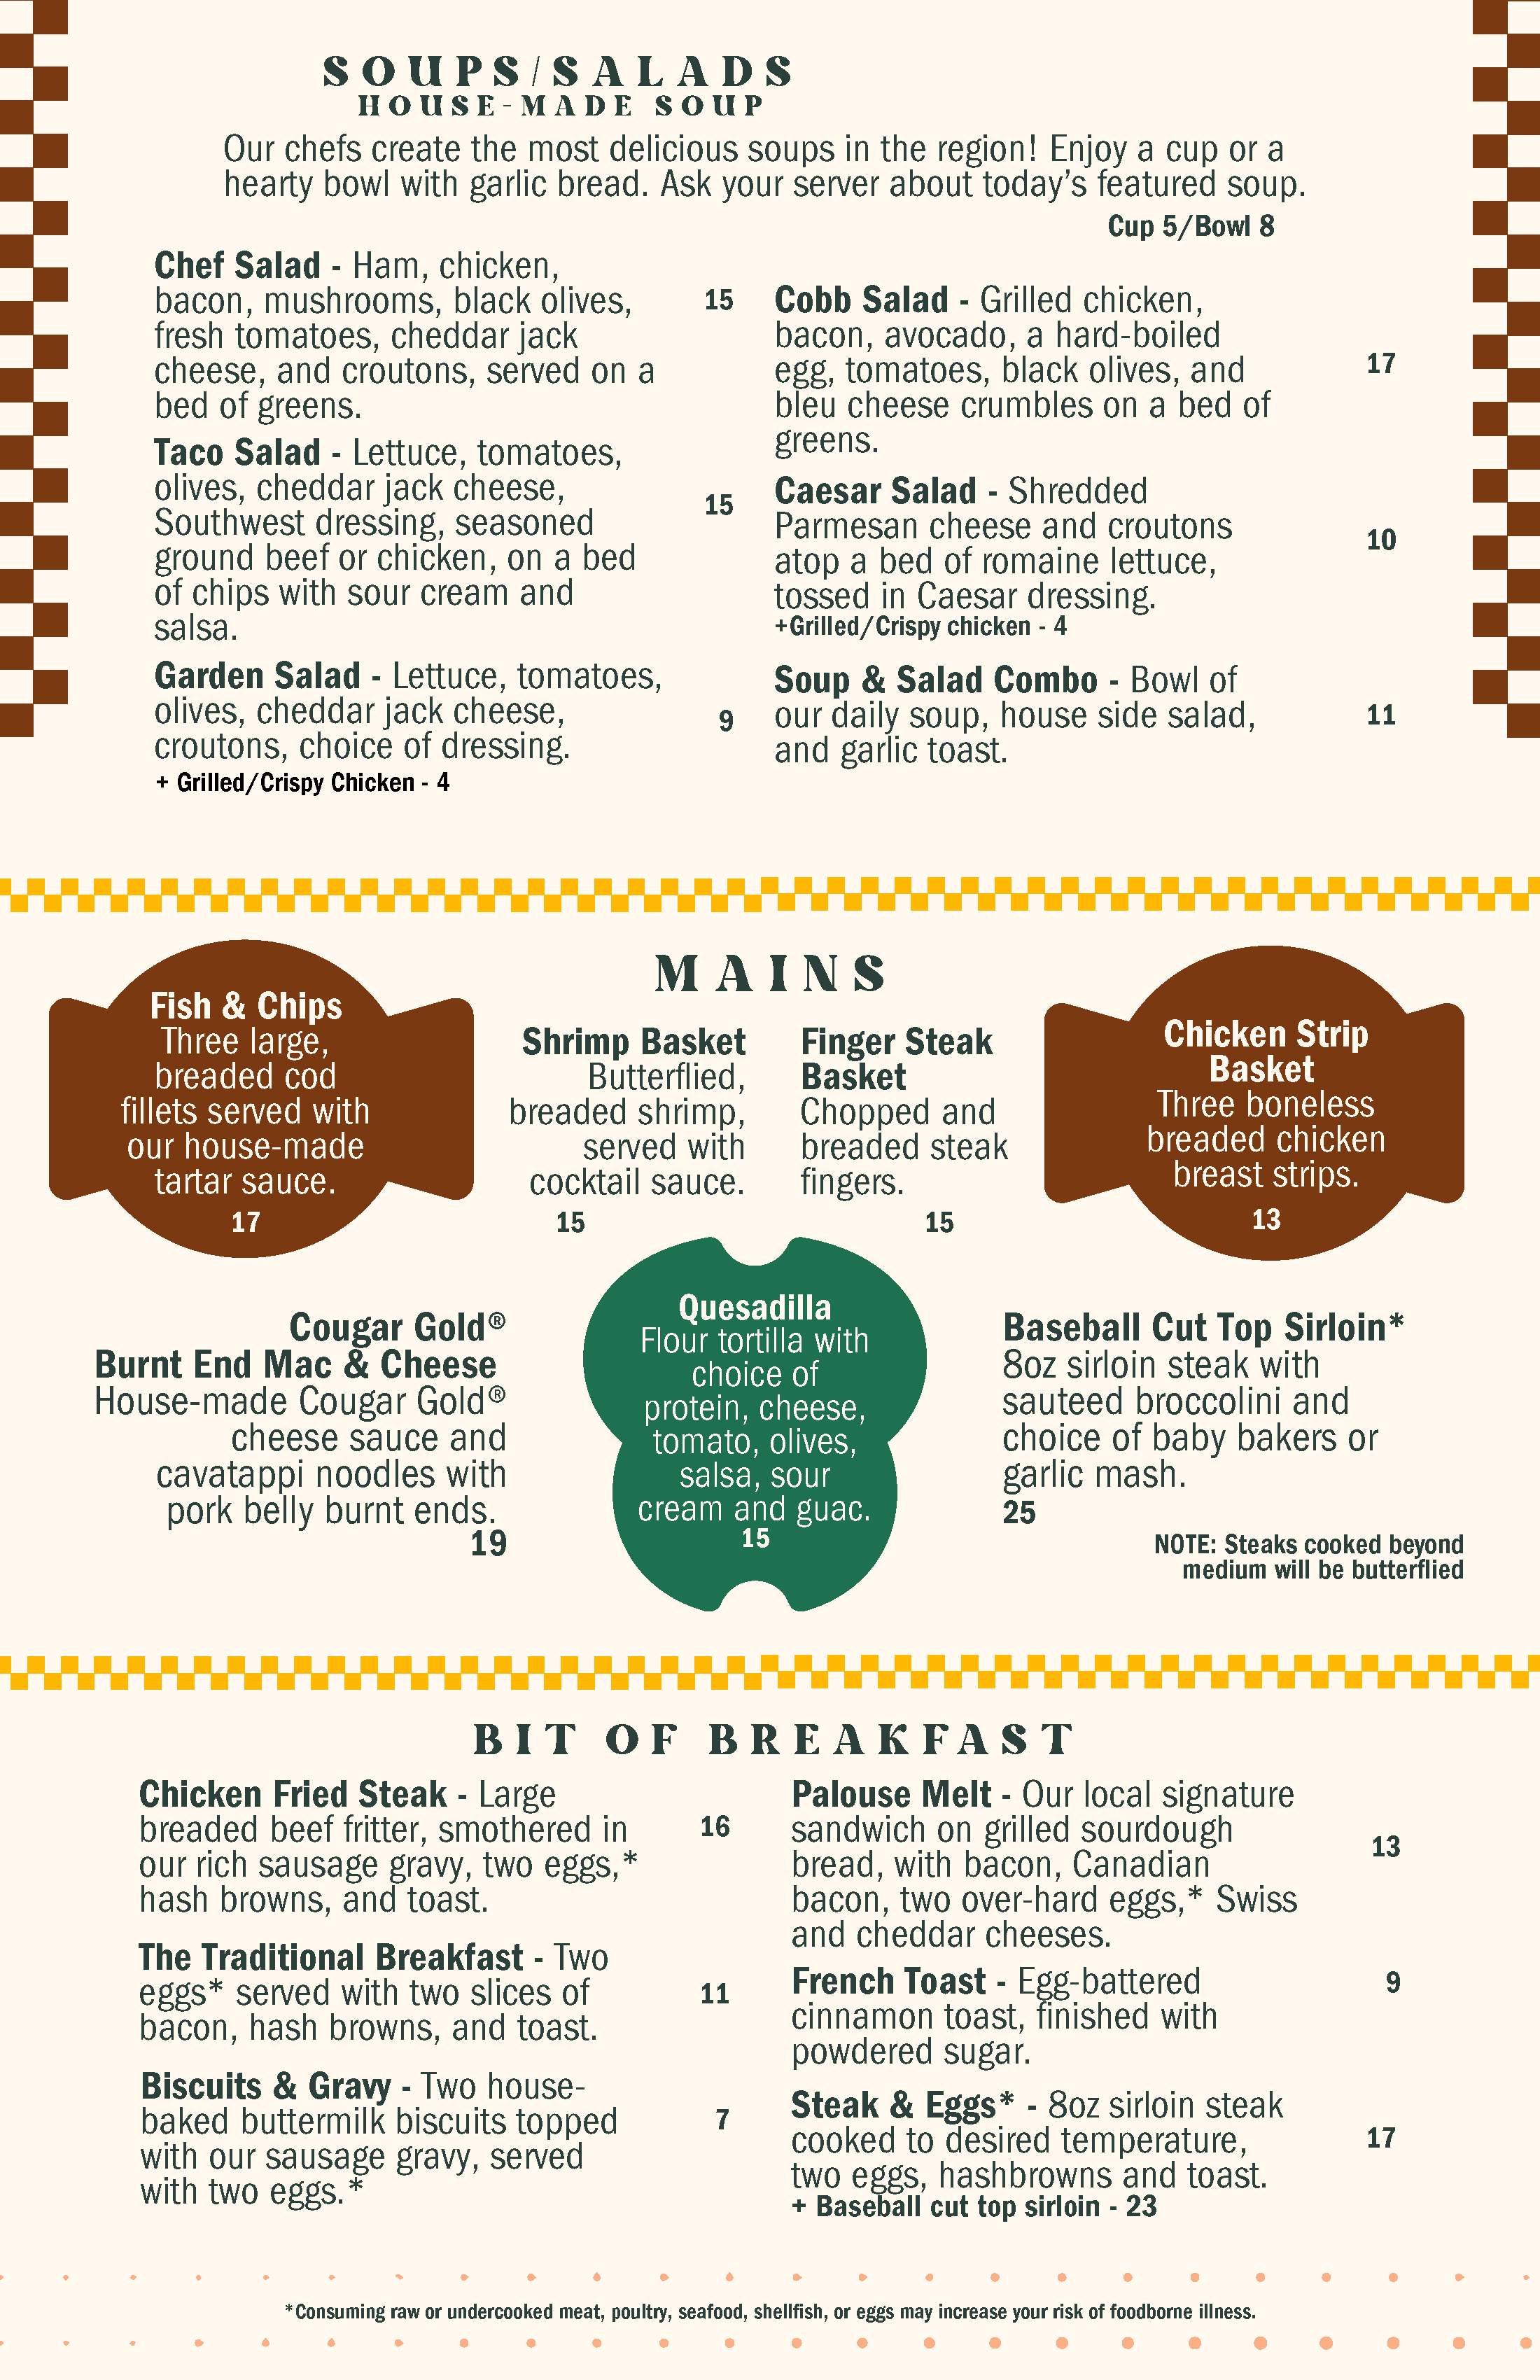 SOUPS/SALADS
HOUSE-MADE SOUP
Our chefs create the most delicious soups in the region! Enjoy a cup or a
hearty bowl with garlic bread. Ask your server about today's featured soup.
Cup 5/Bowl 8
Chef Salad - Ham, chicken,
bacon, mushrooms, black olives,
fresh tomatoes, cheddar jack
cheese, and croutons, served on a
bed of greens.
15
Taco Salad - Lettuce, tomatoes,
olives, cheddar jack cheese,
Southwest dressing, seasoned
ground beef or chicken, on a bed
of chips with sour cream and
salsa.
15
Garden Salad - Lettuce, tomatoes,
olives, cheddar jack cheese,
croutons, choice of dressing.
9
+ Grilled/Crispy Chicken - 4
Cobb Salad - Grilled chicken,
bacon, avocado, a hard-boiled
egg, tomatoes, black olives, and
bleu cheese crumbles on a bed of
greens.
17
Caesar Salad - Shredded
Parmesan cheese and croutons
atop a bed of romaine lettuce,
tossed in Caesar dressing.
10
+Grilled/Crispy chicken - 4
Soup & Salad Combo - Bowl of
our daily soup, house side salad,
and garlic toast.
11
MAINS
Fish & Chips
Three large,
breaded cod
fillets served with
our house-made
tartar sauce.
17
Shrimp Basket
Butterflied,
breaded shrimp,
served with
cocktail sauce.
15
Finger Steak
Basket
Chopped and
breaded steak
fingers.
15
Chicken Strip
Basket
Three boneless
breaded chicken
breast strips.
13
Cougar Gold®
Burnt End Mac & Cheese
House-made Cougar Gold®
cheese sauce and
cavatappi noodles with
pork belly burnt ends.
19
Quesadilla
Flour tortilla with
choice of
protein, cheese,
tomato, olives,
salsa, sour
cream and guac.
15
Baseball Cut Top Sirloin*
8oz sirloin steak with
sauteed broccolini and
choice of baby bakers or
garlic mash.
25
NOTE: Steaks cooked beyond
medium will be butterflied
BIT OF BREAKFAST
Chicken Fried Steak - Large
breaded beef fritter, smothered in
our rich sausage gravy, two eggs,*
hash browns, and toast.
16
The Traditional Breakfast - Two
eggs* served with two slices of
bacon, hash browns, and toast.
11
Biscuits & Gravy - Two house-
baked buttermilk biscuits topped
with our sausage gravy, served
with two eggs.*
7
Palouse Melt - Our local signature
sandwich on grilled sourdough
bread, with bacon, Canadian
bacon, two over-hard eggs,* Swiss
and cheddar cheeses.
13
French Toast - Egg-battered
cinnamon toast, finished with
powdered sugar.
9
Steak & Eggs* - 8oz sirloin steak
cooked to desired temperature,
two eggs, hashbrowns and toast.
17
+ Baseball cut top sirloin - 23
*Consuming raw or undercooked meat, poultry, seafood, shellfish, or eggs may increase your risk of foodborne illness.